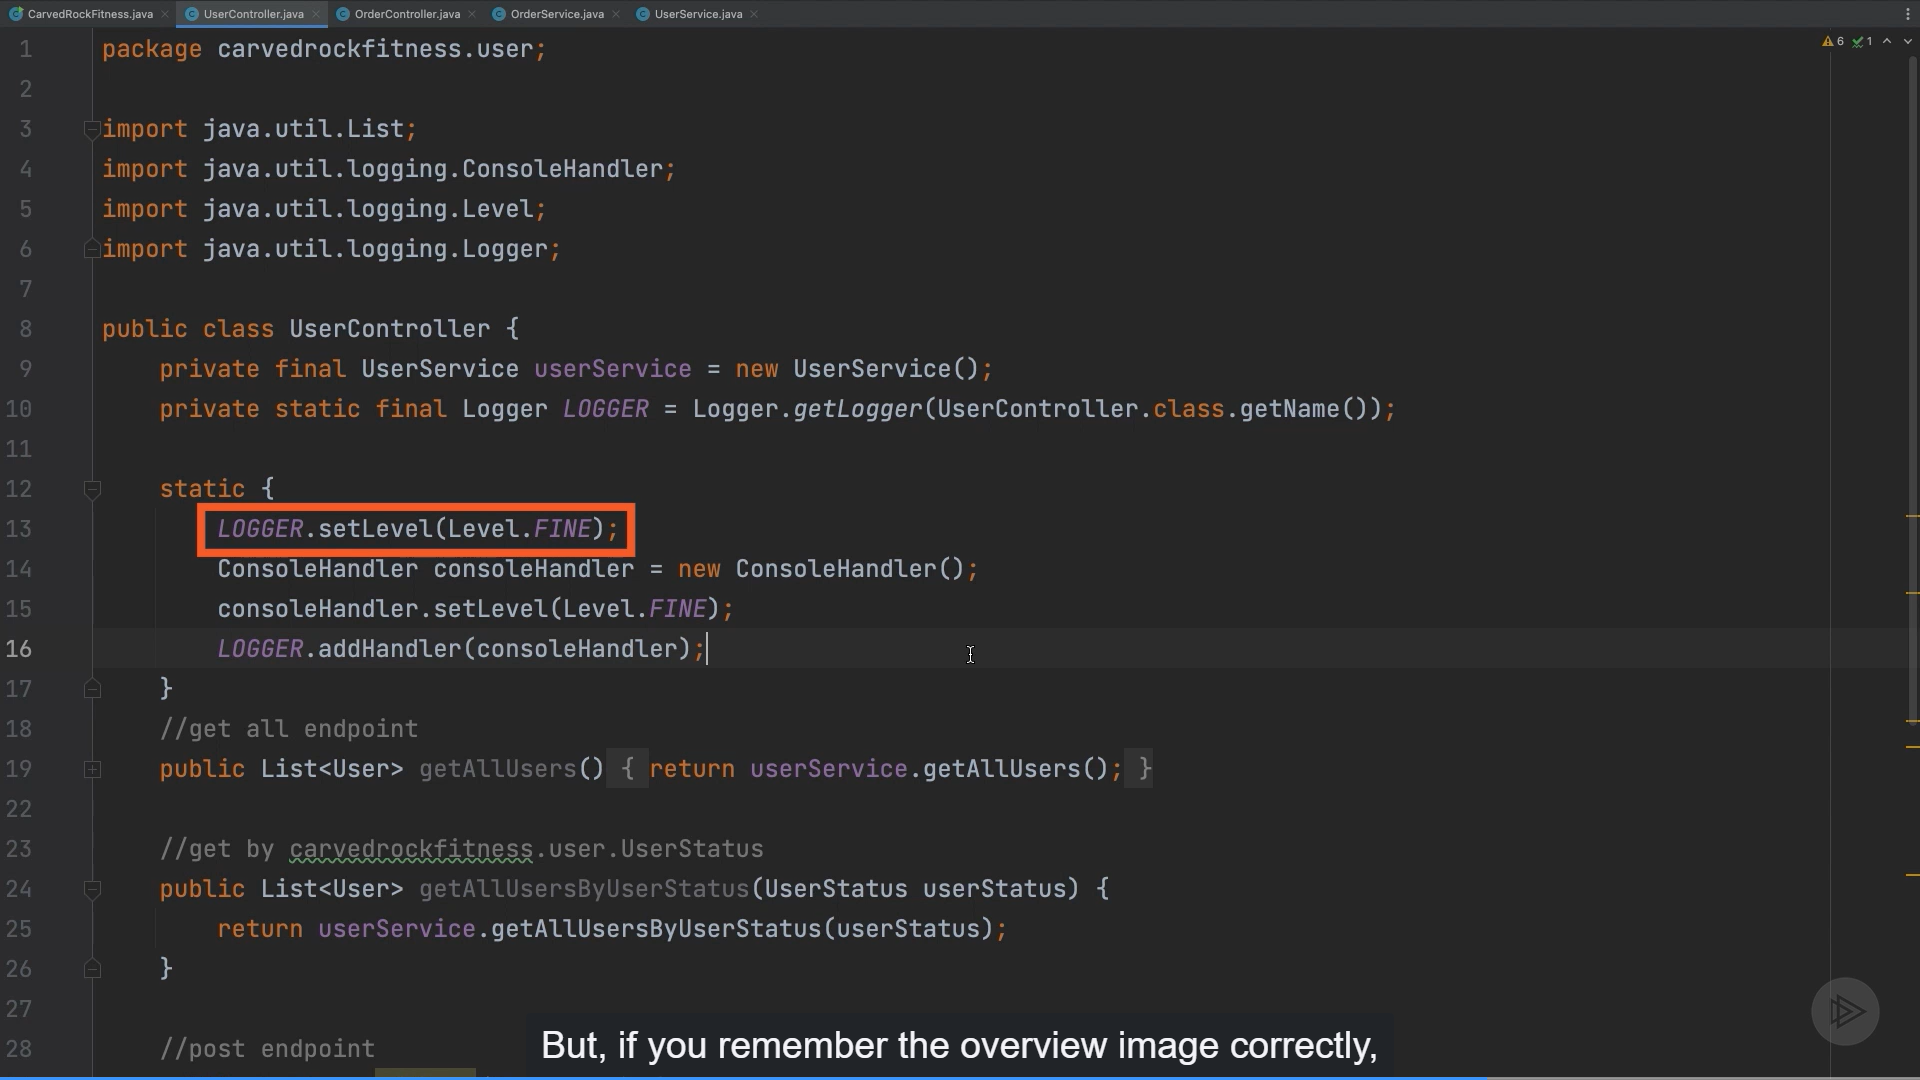 CarvedRockFitness.java UserController.java OrderController.java OrderService.java UserService.java
6 1
1 package carvedrockfitness.user;
2
3 import java.util.List;
4 import java.util.logging.ConsoleHandler;
5 import java.util.logging.Level;
6 import java.util.logging.Logger;
7
8 public class UserController {
9 private final UserService userService = new UserService();
10 private static final Logger LOGGER = Logger.getLogger(UserController.class.getName());
11
12 static {
13 LOGGER.setLevel(Level.FINE);
14 ConsoleHandler consoleHandler = new ConsoleHandler();
15 consoleHandler.setLevel(Level.FINE);
16 LOGGER.addHandler(consoleHandler);
17 }
18 //get all endpoint
19 public List<User> getAllUsers() { return userService.getAllUsers(); }
22
23 //get by carvedrockfitness.user.UserStatus
24 public List<User> getAllUsersByUserStatus(UserStatus userStatus) {
25 return userService.getAllUsersByUserStatus(userStatus);
26 }
27
28 //post endpoint
But, if you remember the overview image correctly,